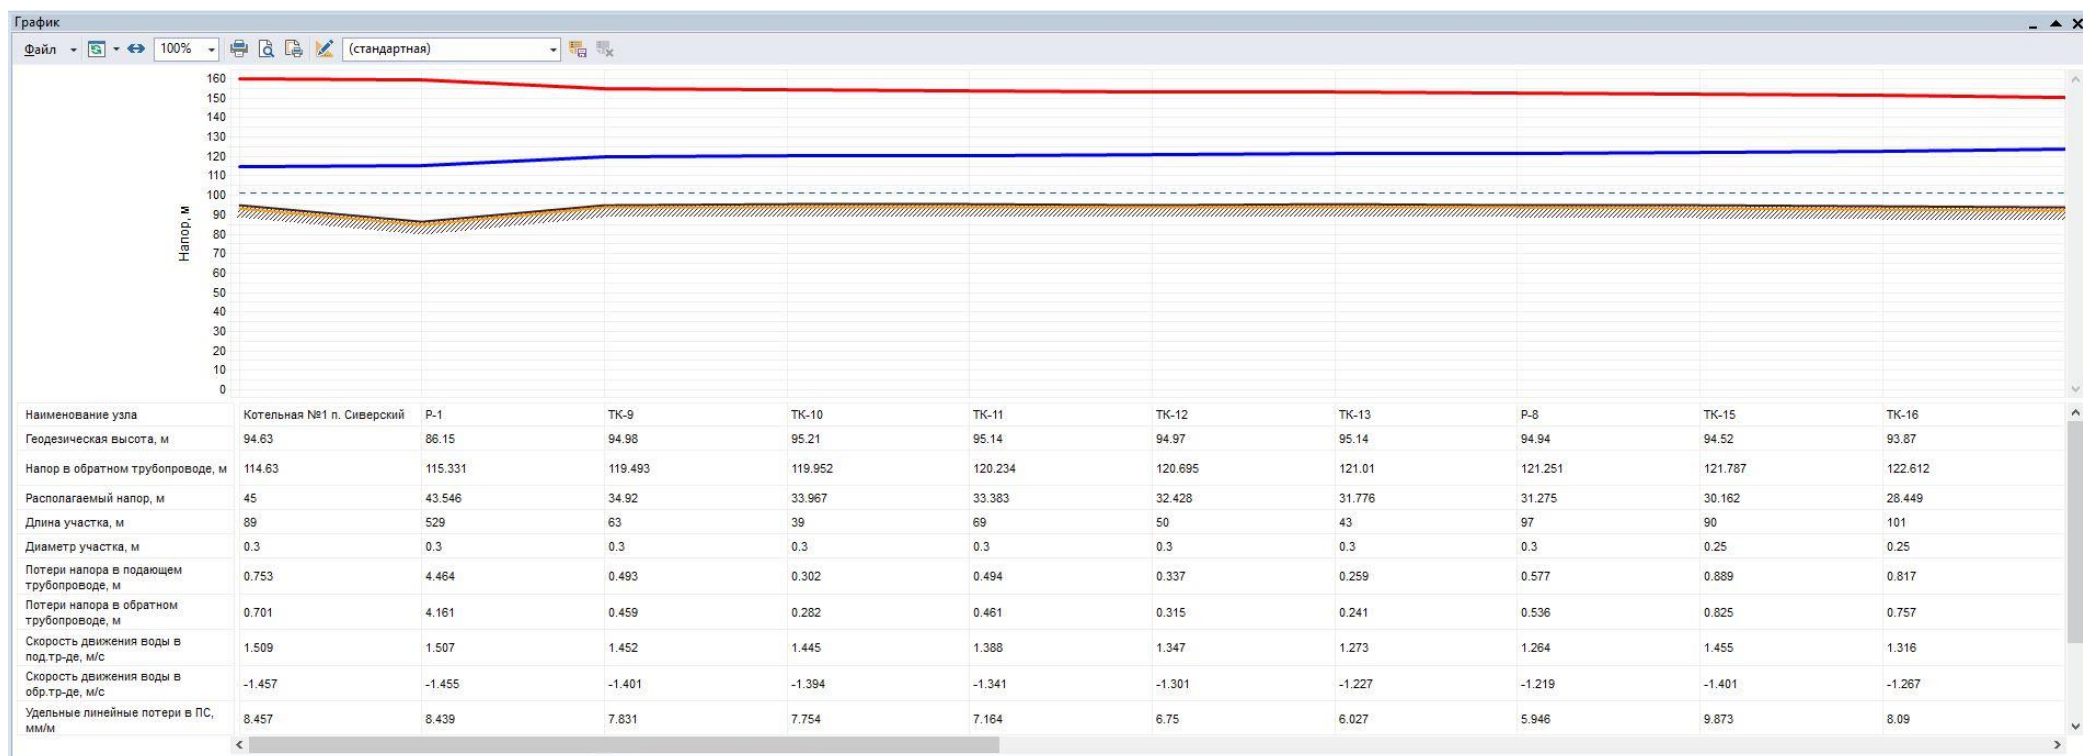 График
Файл 100% (стандартная)
160
150
140
130
120
110
100
90
80
70
60
50
40
30
20
10
0
Напор, м
Наименование узла Котельная №1 п. Сиверский Р-1 ТК-9 ТК-10 ТК-11 ТК-12 ТК-13 Р-8 ТК-15 ТК-16
Геодезическая высота, м 94.63 86.15 94.98 95.21 95.14 94.97 95.14 94.94 94.52 93.87
Напор в обратном трубопроводе, м 114.63 115.331 119.493 119.952 120.234 120.695 121.01 121.251 121.787 122.612
Располагаемый напор, м 45 43.546 34.92 33.967 33.383 32.428 31.776 31.275 30.162 28.449
Длина участка, м 89 529 63 39 69 50 43 97 90 101
Диаметр участка, м 0.3 0.3 0.3 0.3 0.3 0.3 0.3 0.3 0.25 0.25
Потери напора в подающем
трубопроводе, м 0.753 4.464 0.493 0.302 0.494 0.337 0.259 0.577 0.889 0.817
Потери напора в обратном
трубопроводе, м 0.701 4.161 0.459 0.282 0.461 0.315 0.241 0.536 0.825 0.757
Скорость движения воды в
под.тр-де, м/с 1.509 1.507 1.452 1.445 1.388 1.347 1.273 1.264 1.455 1.316
Скорость движения воды в
обр.тр-де, м/с -1.457 -1.455 -1.401 -1.394 -1.341 -1.301 -1.227 -1.219 -1.401 -1.267
Удельные линейные потери в ПС,
мм/м 8.457 8.439 7.831 7.754 7.164 6.75 6.027 5.946 9.873 8.09